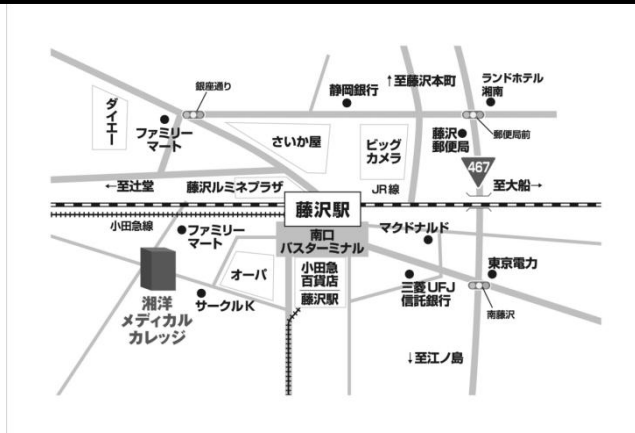 銀座通り
静岡銀行
↑至藤沢本町
ランドホテル
湘南
ダイエー
ファミリー
マート
さいか屋
ビッグ
カメラ
藤沢
郵便局
郵便局前
467
←至辻堂
藤沢ルミネプラザ
JR線
至大船→
藤沢駅
小田急線
ファミリー
マート
南口
バスターミナル
マクドナルド
オーパ
小田急
百貨店
藤沢駅
東京電力
三菱UFJ
信託銀行
サークルK
南藤沢
湘洋
メディカル
カレッジ
↓至江ノ島